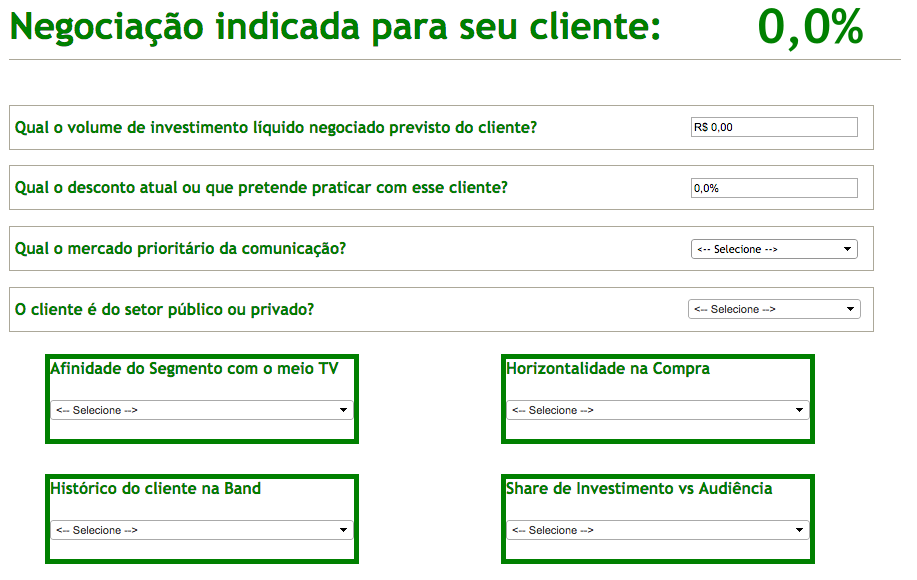 Negociação indicada para seu cliente: 0,0%
Qual o volume de investimento líquido negociado previsto do cliente? R$ 0,00
Qual o desconto atual ou que pretende praticar com esse cliente? 0,0%
Qual o mercado prioritário da comunicação? <-- Selecione -->
O cliente é do setor público ou privado? <-- Selecione -->
Afinidade do Segmento com o meio TV
<-- Selecione -->
Horizontalidade na Compra
<-- Selecione -->
Histórico do cliente na Band
<-- Selecione -->
Share de Investimento vs Audiência
<-- Selecione -->